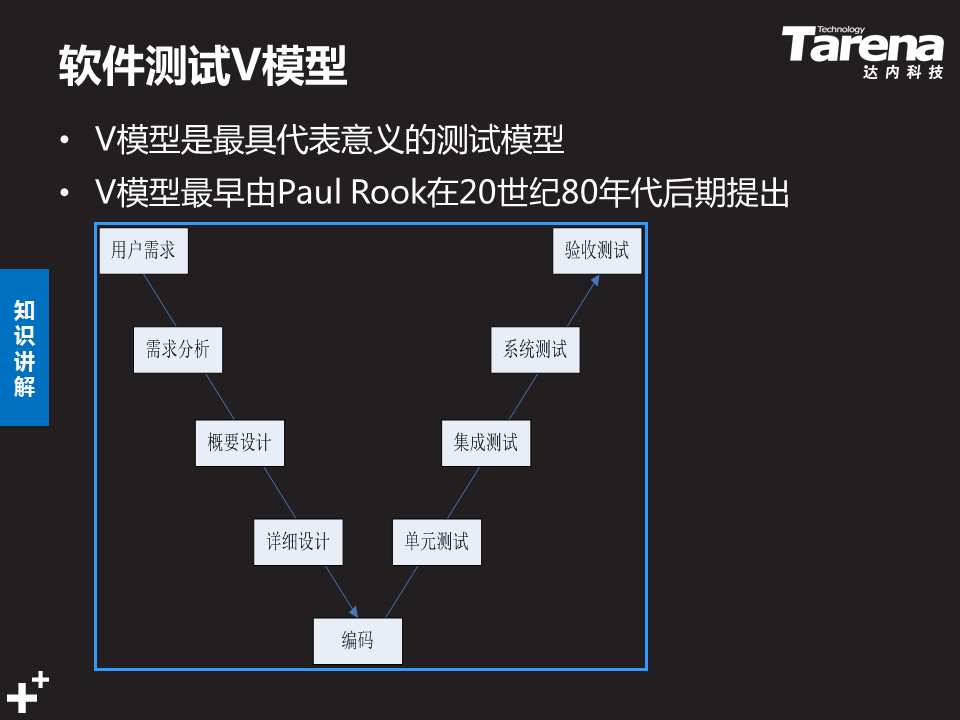 软件测试V模型
Technology
Tarena
达内科技
• V模型是最具代表意义的测试模型
• V模型最早由Paul Rook在20世纪80年代后期提出
知识讲解
用户需求
验收测试
需求分析
系统测试
概要设计
集成测试
详细设计
单元测试
编码